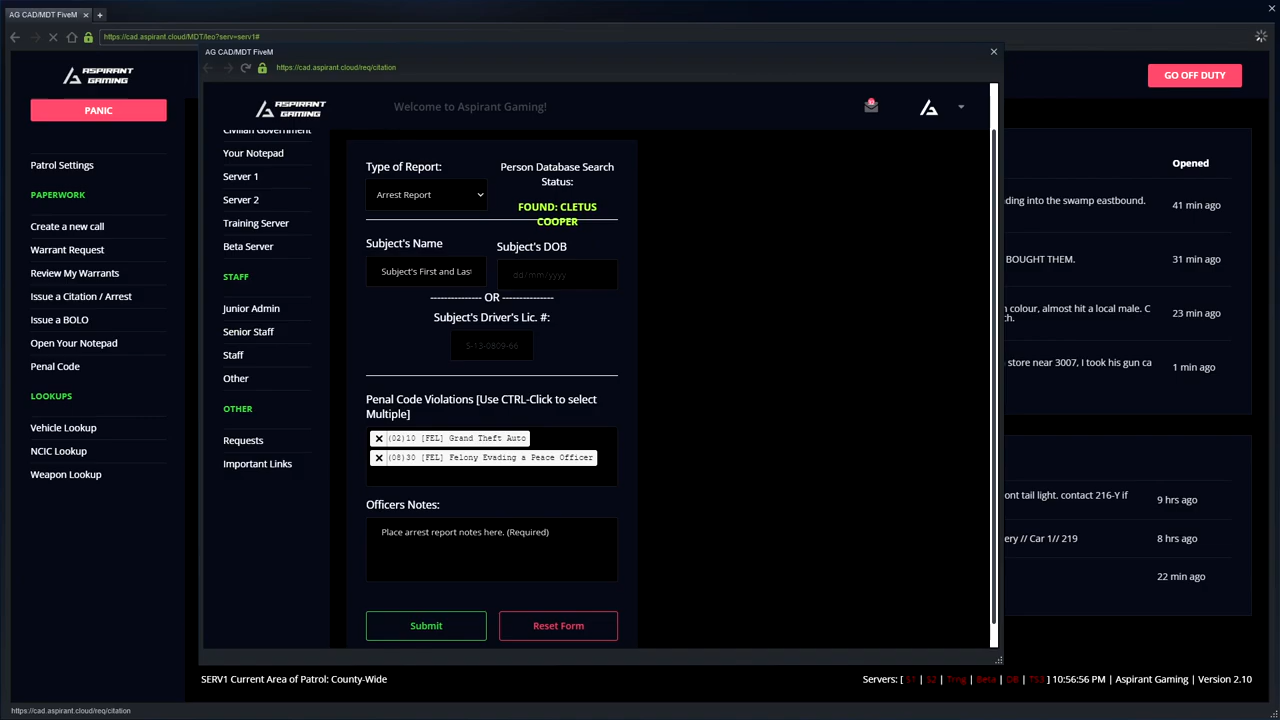 AG CAD/MDT FiveM
https://cad.aspirant.cloud/MDT/leo?serv=serv1#
ASPIRANT
GAMING
PANIC
Patrol Settings
PAPERWORK
Create a new call
Warrant Request
Review My Warrants
Issue a Citation / Arrest
Issue a BOLO
Open Your Notepad
Penal Code
LOOKUPS
Vehicle Lookup
NCIC Lookup
Weapon Lookup
AG CAD/MDT FiveM
https://cad.aspirant.cloud/req/citation
ASPIRANT
GAMING
Welcome to Aspirant Gaming!
Civilian Government
Your Notepad
Server 1
Server 2
Training Server
Beta Server
STAFF
Junior Admin
Senior Staff
Staff
Other
OTHER
Requests
Important Links
Type of Report:
Arrest Report
Person Database Search
Status:
FOUND: CLETUS
COOPER
Subject's Name
Subject's First and Las
Subject's DOB
dd/mm/yyyy
--------------- OR ---------------
Subject's Driver's Lic. #:
S-13-0809-66
Penal Code Violations [Use CTRL-Click to select
Multiple]
(02)10 [FEL] Grand Theft Auto
(08)30 [FEL] Felony Evading a Peace Officer
Officers Notes:
Place arrest report notes here. (Required)
Submit
Reset Form
GO OFF DUTY
Opened
ding into the swamp eastbound.
41 min ago
BOUGHT THEM.
31 min ago
colour, almost hit a local male. C
ch.
23 min ago
store near 3007, I took his gun ca
1 min ago
ont tail light. contact 216-Y if
9 hrs ago
ery // Car 1// 219
8 hrs ago
22 min ago
SERV1 Current Area of Patrol: County-Wide
Servers: [ S1 | S2 | Trng | Beta | DB | TS3 ] 10:56:56 PM | Aspirant Gaming | Version 2.10
https://cad.aspirant.cloud/req/citation